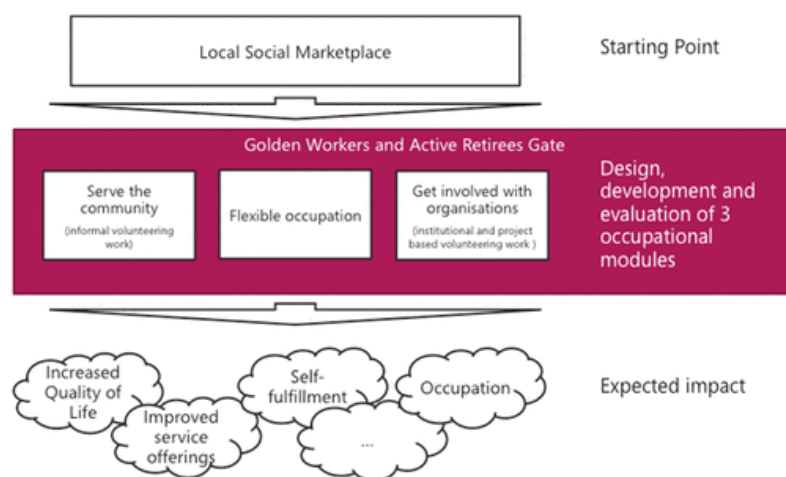 Local Social Marketplace
Starting Point
Golden Workers and Active Retirees Gate
Serve the
community
(informal volunteering
work)
Flexible occupation
Get involved with
organisations
(institutional and project
based volunteering work )
Design,
development and
evaluation of 3
occupational
modules
Increased
Quality of
Life
Improved
service
offerings
Self-
fulfillment
...
Occupation
Expected impact